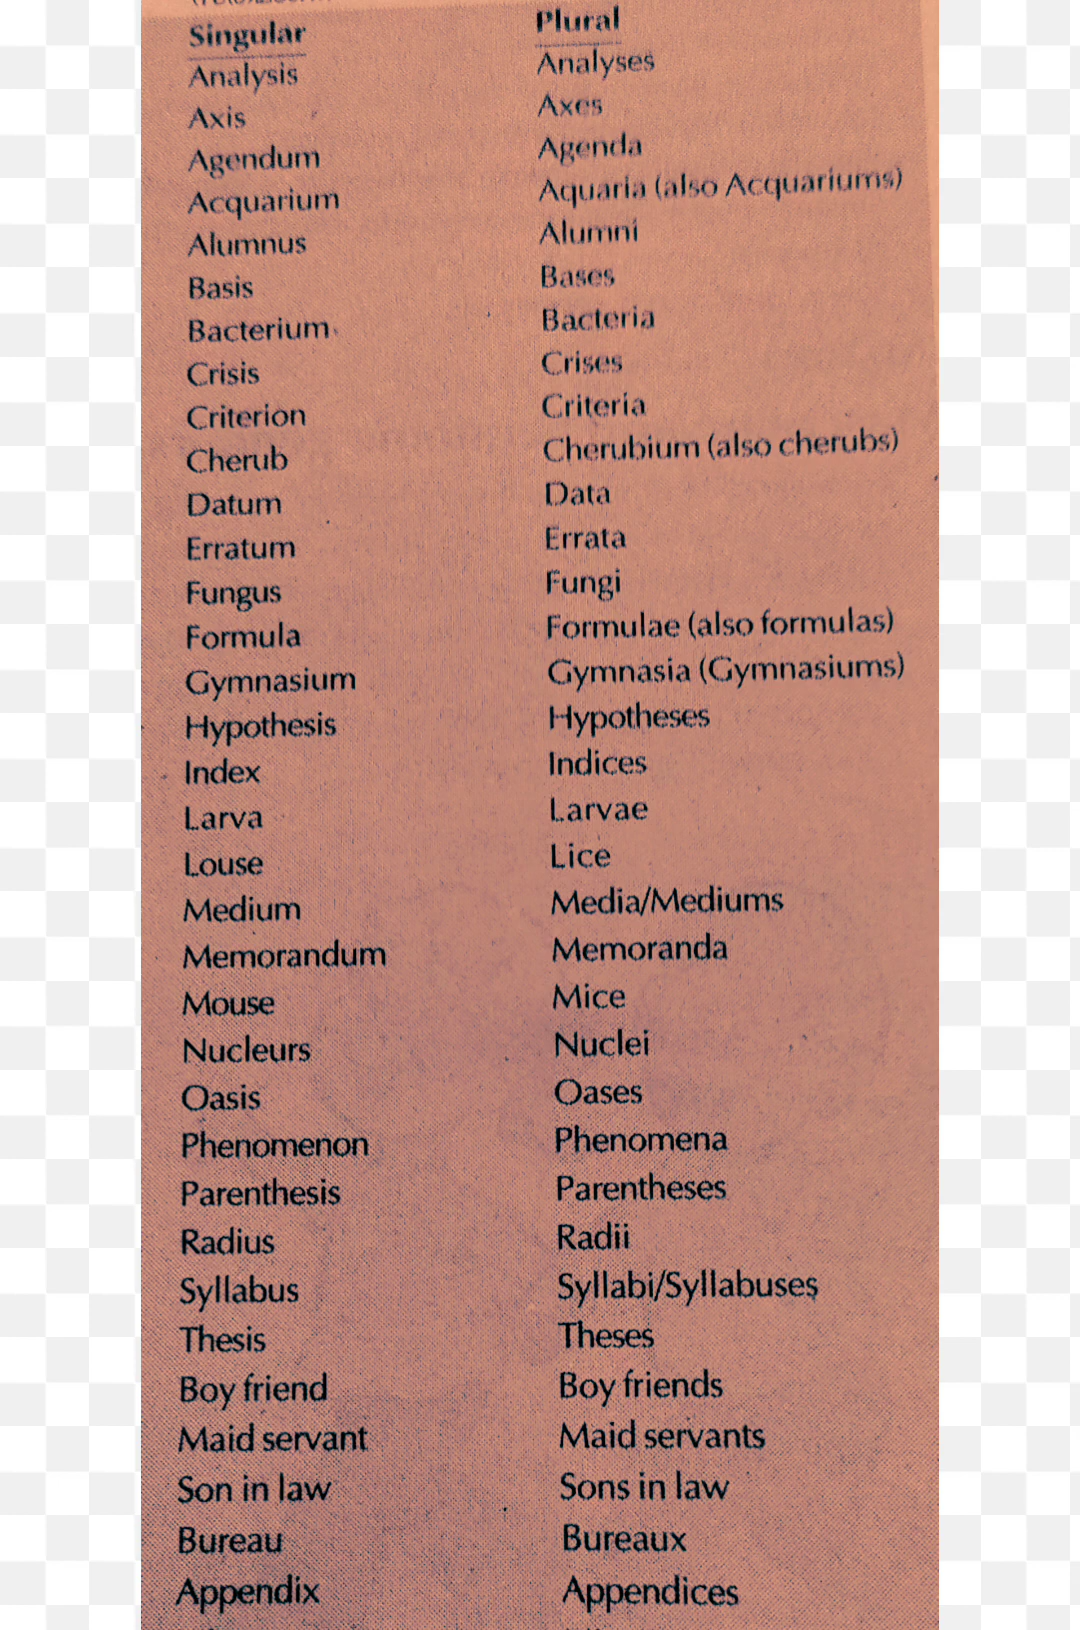 Singular Plural
Analysis Analyses
Axis Axes
Agendum Agenda
Acquarium Aquaria (also Acquariums)
Alumnus Alumni
Basis Bases
Bacterium Bacteria
Crisis Crises
Criterion Criteria
Cherub Cherubium (also cherubs)
Datum Data
Erratum Errata
Fungus Fungi
Formula Formulae (also formulas)
Gymnasium Gymnasia (Gymnasiums)
Hypothesis Hypotheses
Index Indices
Larva Larvae
Louse Lice
Medium Media/Mediums
Memorandum Memoranda
Mouse Mice
Nucleurs Nuclei
Oasis Oases
Phenomenon Phenomena
Parenthesis Parentheses
Radius Radii
Syllabus Syllabi/Syllabuses
Thesis Theses
Boy friend Boy friends
Maid servant Maid servants
Son in law Sons in law
Bureau Bureaux
Appendix Appendices